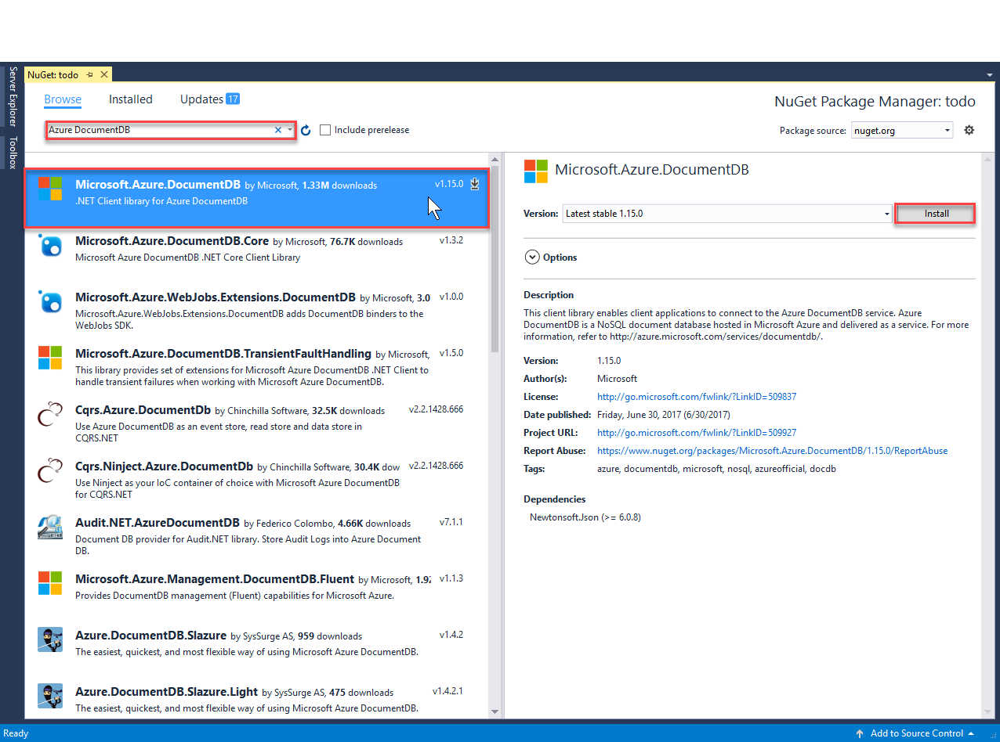 Server Explorer
Toolbox
NuGet: todo
Browse
Installed
Updates 17
NuGet Package Manager: todo
Azure DocumentDB
Include prerelease
Package source: nuget.org
Microsoft.Azure.DocumentDB by Microsoft, 1.33M downloads v1.15.0
.NET Client library for Azure DocumentDB
Microsoft.Azure.DocumentDB.Core by Microsoft, 76.7K downloads v1.3.2
Microsoft Azure DocumentDB .NET Core Client Library
Microsoft.Azure.WebJobs.Extensions.DocumentDB by Microsoft, 3.0 v1.0.0
Microsoft.Azure.WebJobs.Extensions.DocumentDB adds DocumentDB binders to the
WebJobs SDK.
Microsoft.Azure.DocumentDB.TransientFaultHandling by Microsoft, v1.5.0
This library provides set of extensions for Microsoft Azure DocumentDB .NET Client to
handle transient failures when working with Microsoft Azure DocumentDB.
Cqrs.Azure.DocumentDb by Chinchilla Software, 32.5K downloads v2.2.1428.666
Use Azure DocumentDB as an event store, read store and data store in
CQRS.NET
Cqrs.Ninject.Azure.DocumentDb by Chinchilla Software, 30.4K dow v2.2.1428.666
Use Ninject as your IoC container of choice with Microsoft Azure DocumentDB
for CQRS.NET
Audit.NET.AzureDocumentDB by Federico Colombo, 4.66K downloads v7.1.1
Document DB provider for Audit.NET library. Store Audit Logs into Azure Document
DB.
Microsoft.Azure.Management.DocumentDB.Fluent by Microsoft, 1.92 v1.1.3
Provides DocumentDB management (Fluent) capabilities for Microsoft Azure.
Azure.DocumentDB.Slazure by SysSurge AS, 959 downloads v1.4.2
The easiest, quickest, and most flexible way of using Microsoft Azure DocumentDB.
Azure.DocumentDB.Slazure.Light by SysSurge AS, 475 downloads v1.4.2.1
The easiest, quickest, and most flexible way of using Microsoft Azure DocumentDB.
Microsoft.Azure.DocumentDB
Version: Latest stable 1.15.0 Install
Options
Description
This client library enables client applications to connect to the Azure DocumentDB service. Azure
DocumentDB is a NoSQL document database hosted in Microsoft Azure and delivered as a service. For more
information, refer to http://azure.microsoft.com/services/documentdb/.
Version: 1.15.0
Author(s): Microsoft
License: http://go.microsoft.com/fwlink/?LinkID=509837
Date published: Friday, June 30, 2017 (6/30/2017)
Project URL: http://go.microsoft.com/fwlink/?LinkID=509927
Report Abuse: https://www.nuget.org/packages/Microsoft.Azure.DocumentDB/1.15.0/ReportAbuse
Tags: azure, documentdb, microsoft, nosql, azureofficial, docdb
Dependencies
Newtonsoft.Json (>= 6.0.8)
Ready
Add to Source Control